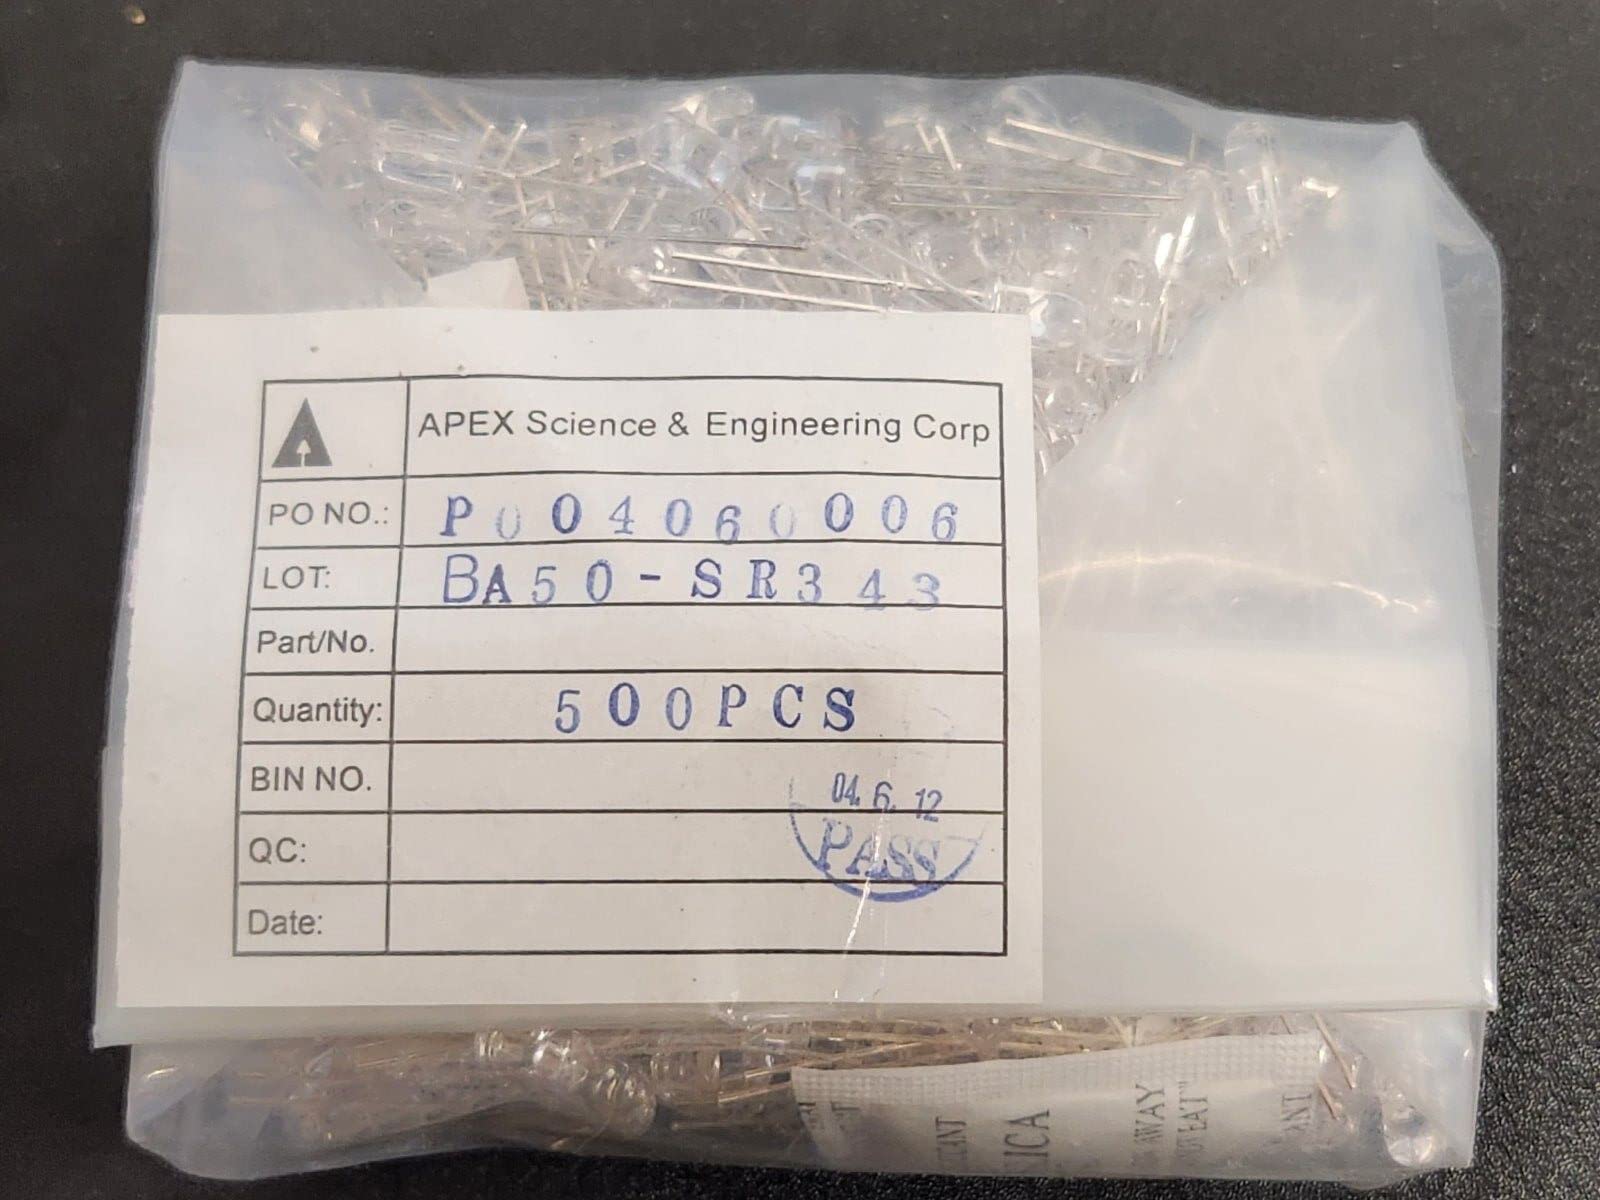 APEX Science & Engineering Corp
PO NO.: P004060006
LOT: BA50-SR343
Part/No.
Quantity: 500PCS
BIN NO.
04. 6. 12
QC: PASS
Date:
AWAY